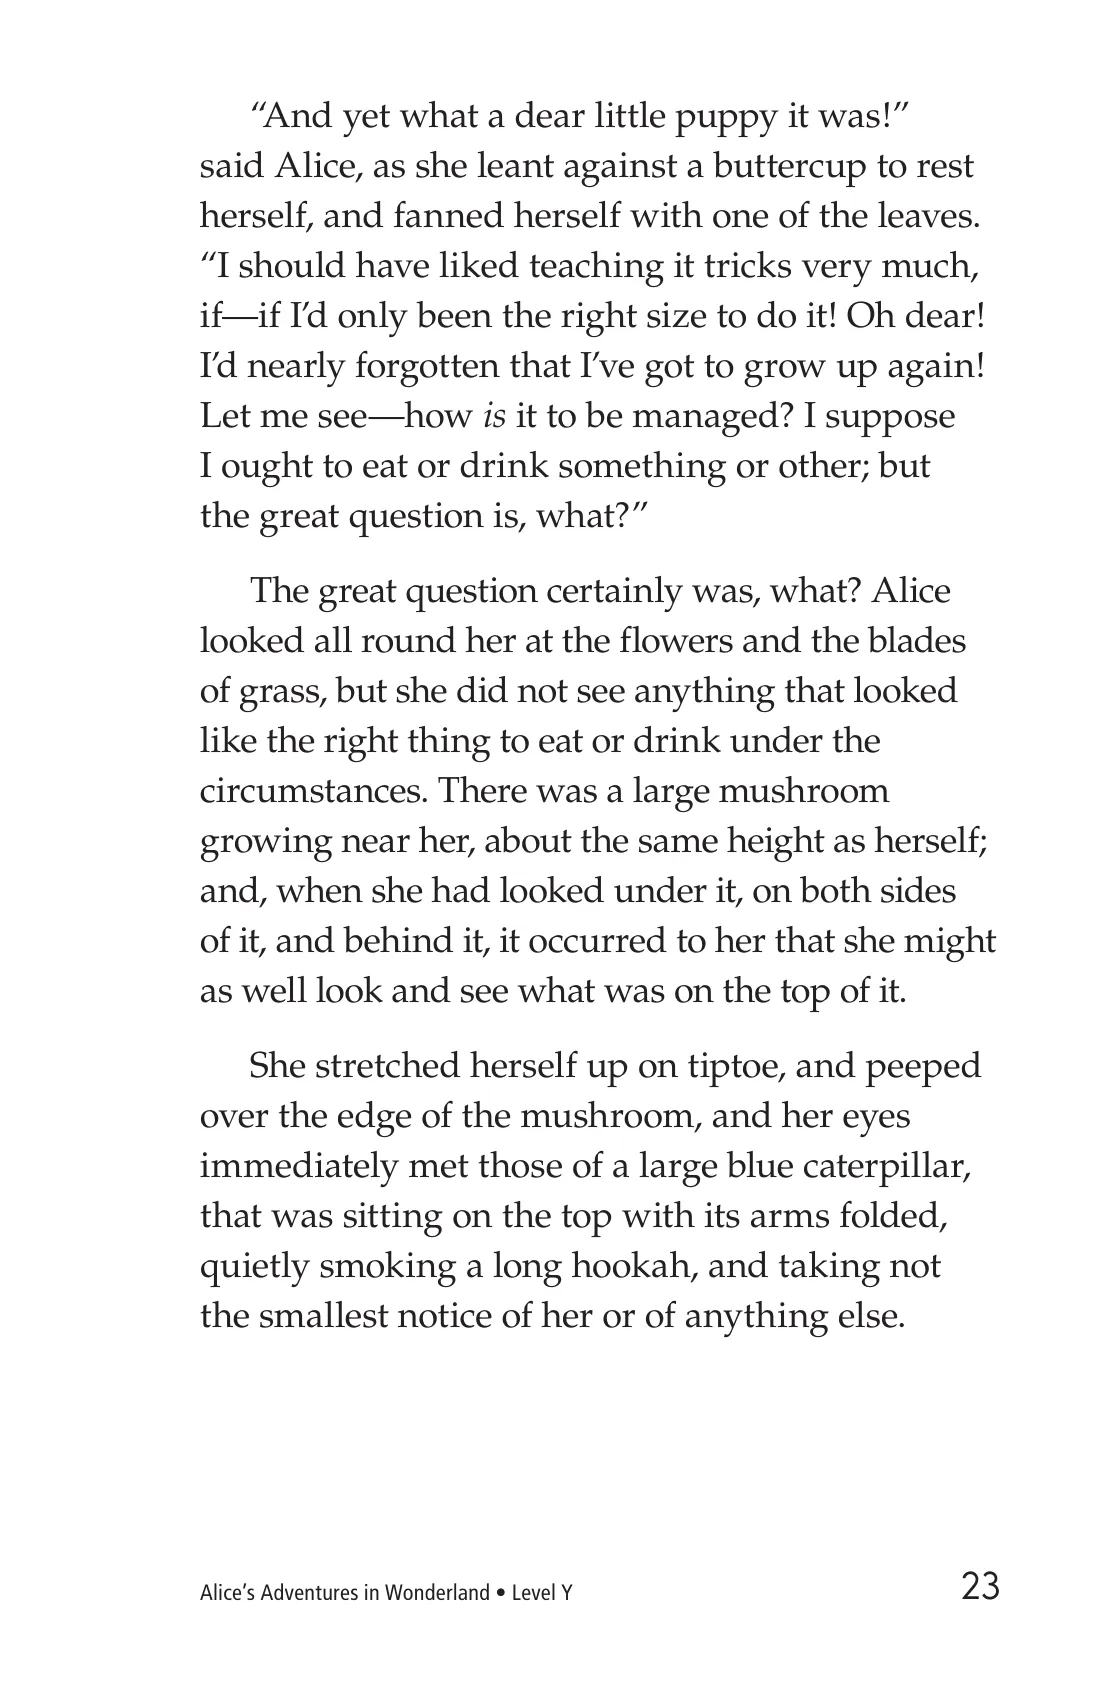 “And yet what a dear little puppy it was!”
said Alice, as she leant against a buttercup to rest
herself, and fanned herself with one of the leaves.
“I should have liked teaching it tricks very much,
if—if I’d only been the right size to do it! Oh dear!
I’d nearly forgotten that I’ve got to grow up again!
Let me see—how is it to be managed? I suppose
I ought to eat or drink something or other; but
the great question is, what?”
The great question certainly was, what? Alice
looked all round her at the flowers and the blades
of grass, but she did not see anything that looked
like the right thing to eat or drink under the
circumstances. There was a large mushroom
growing near her, about the same height as herself;
and, when she had looked under it, on both sides
of it, and behind it, it occurred to her that she might
as well look and see what was on the top of it.
She stretched herself up on tiptoe, and peeped
over the edge of the mushroom, and her eyes
immediately met those of a large blue caterpillar,
that was sitting on the top with its arms folded,
quietly smoking a long hookah, and taking not
the smallest notice of her or of anything else.
Alice’s Adventures in Wonderland • Level Y
23